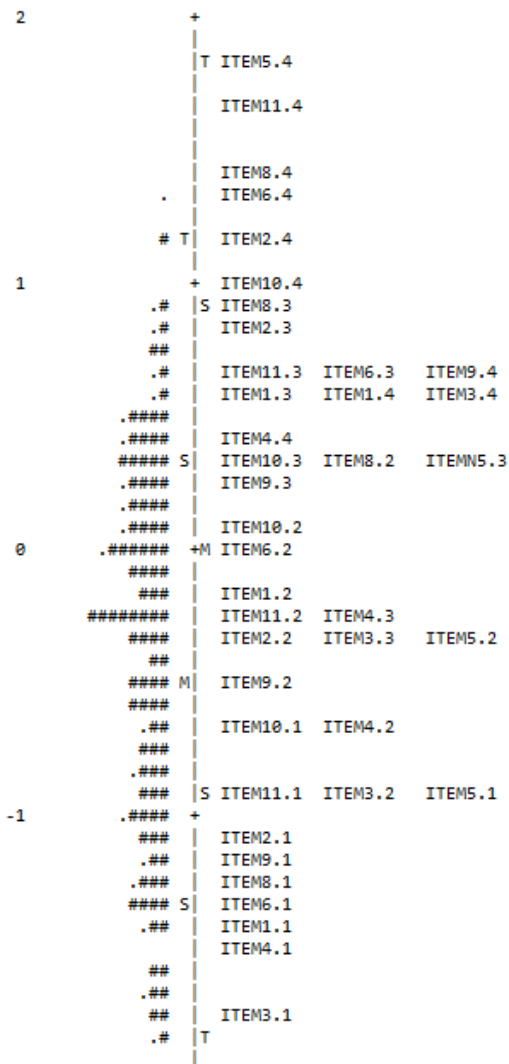 2                    +
                     |
                     |T ITEM5.4
                     |
                     |  ITEM11.4
                     |
                     |
                     |  ITEM8.4
                 .   |  ITEM6.4
                     |
                 # T|  ITEM2.4
                     |
1                    +  ITEM10.4
                .#   |S ITEM8.3
                .#   |  ITEM2.3
                ##   |
                .#   |  ITEM11.3  ITEM6.3   ITEM9.4
                .#   |  ITEM1.3   ITEM1.4   ITEM3.4
             .####   |
             .####   |  ITEM4.4
             ##### S|  ITEM10.3  ITEM8.2   ITEMN5.3
             .####   |  ITEM9.3
             .####   |
             .####   |  ITEM10.2
0          .######   +M ITEM6.2
              ####   |
               ###   |  ITEM1.2
          ########   |  ITEM11.2  ITEM4.3
              ####   |  ITEM2.2   ITEM3.3   ITEM5.2
                ##   |
              #### M|  ITEM9.2
              ####   |
               .##   |  ITEM10.1  ITEM4.2
               ###   |
              .###   |
               ###   |S ITEM11.1  ITEM3.2   ITEM5.1
-1           .####   +
               ###   |  ITEM2.1
               .##   |  ITEM9.1
              .###   |  ITEM8.1
              #### S|  ITEM6.1
               .##   |  ITEM1.1
                     |  ITEM4.1
                ##   |
               .##   |
                ##   |  ITEM3.1
                .#   |T
                     |